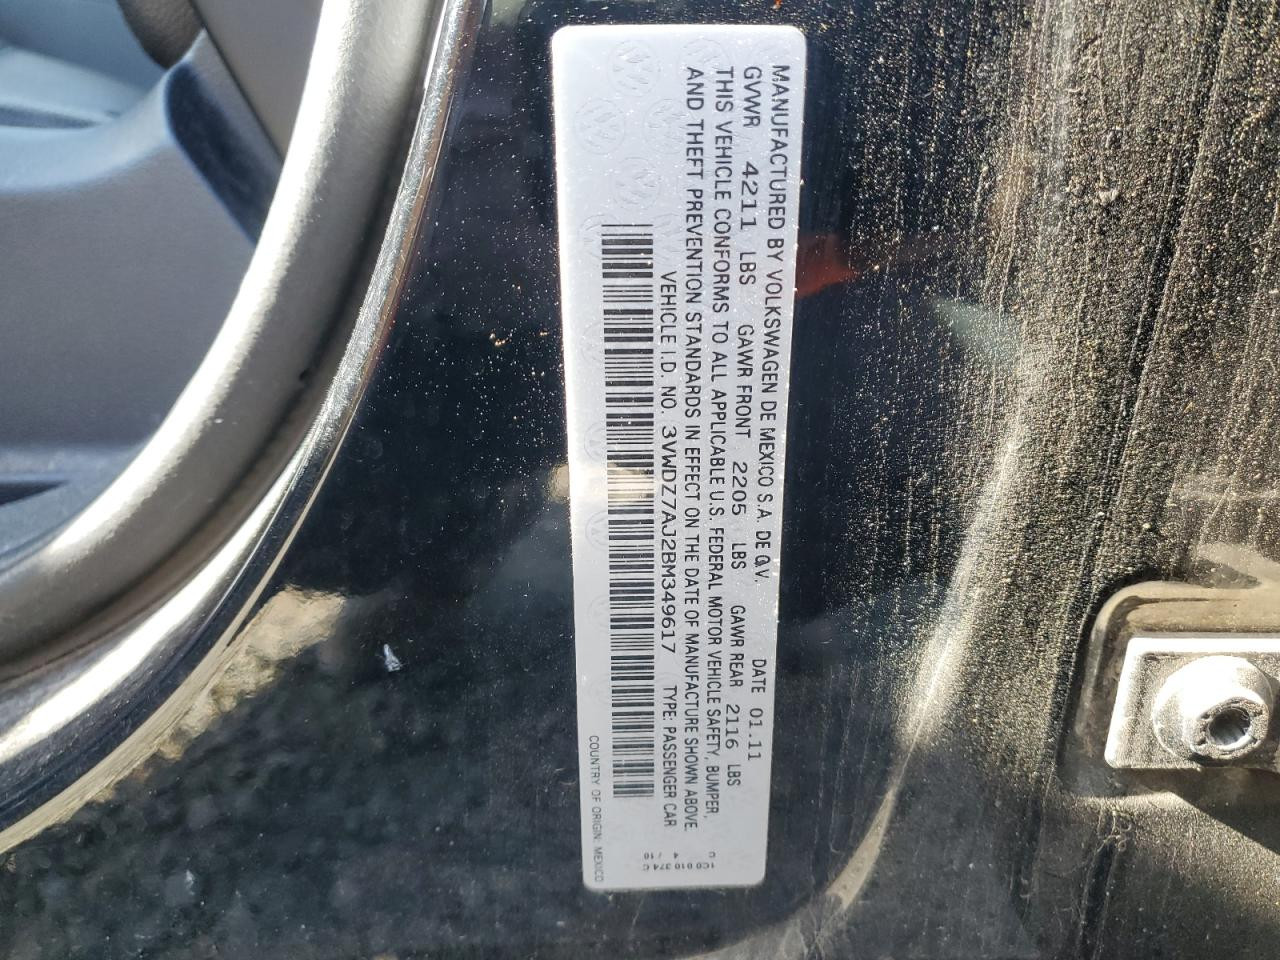 MANUFACTURED BY VOLKSWAGEN DE MEXICO S.A. DE C.V. DATE 01.11
GVWR 4211 LBS GAWR FRONT 2205 LBS GAWR REAR 2116 LBS
THIS VEHICLE CONFORMS TO ALL APPLICABLE U.S. FEDERAL MOTOR VEHICLE SAFETY, BUMPER,
AND THEFT PREVENTION STANDARDS IN EFFECT ON THE DATE OF MANUFACTURE SHOWN ABOVE.
VEHICLE I.D. NO. 3VWDZ7AJ2BM349617 TYPE: PASSENGER CAR
COUNTRY OF ORIGIN: MEXICO